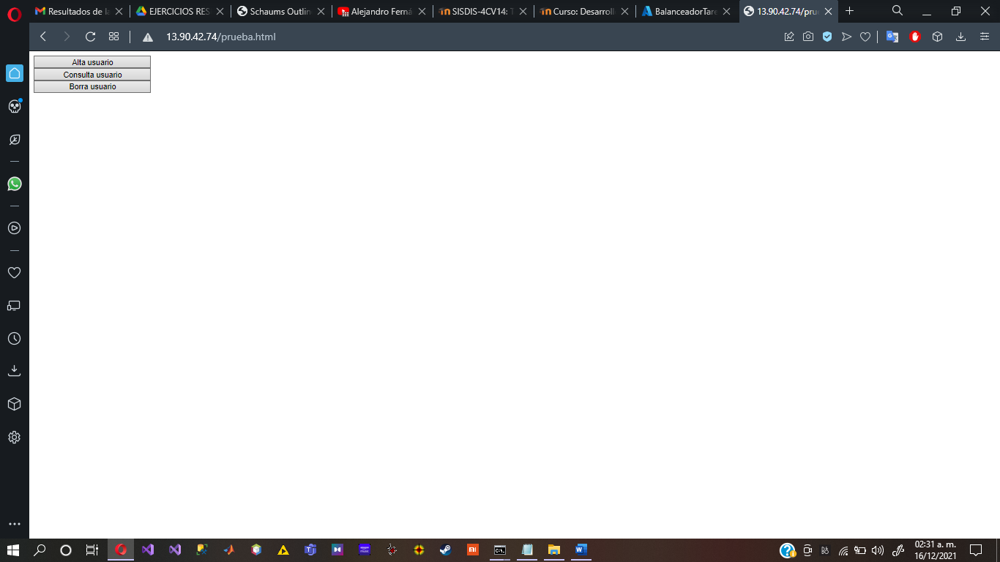 Resultados de la
EJERCICIOS RES
Schaums Outlin
Alejandro Ferná
SISDIS-4CV14: T
Curso: Desarroll
BalanceadorTare
13.90.42.74/pru
13.90.42.74/prueba.html
Alta usuario
Consulta usuario
Borra usuario
02:31 a. m.
16/12/2021